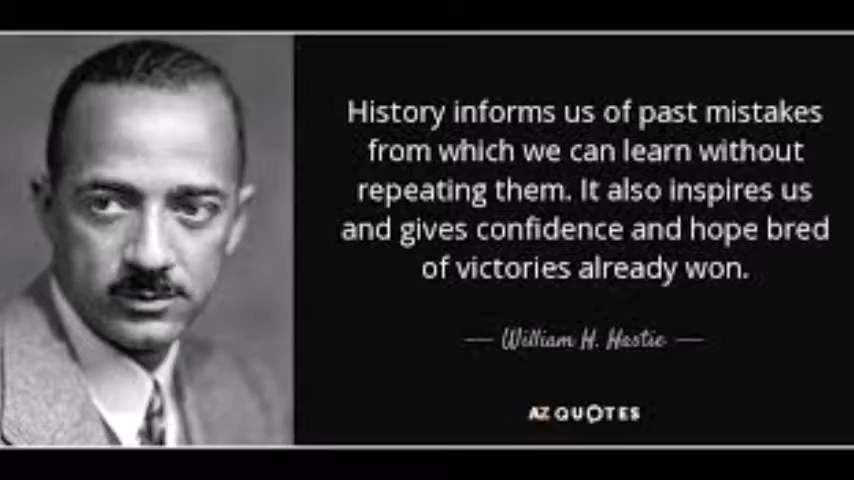 History informs us of past mistakes
from which we can learn without
repeating them. It also inspires us
and gives confidence and hope bred
of victories already won.
— William H. Hastie —
AZ QUOTES